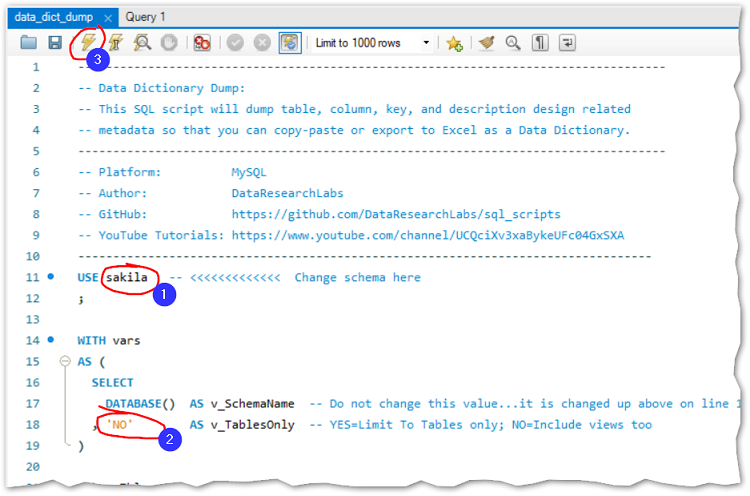 data_dict_dump × Query 1
Limit to 1000 rows
3
1 -----------------------------------------------------------------------------------
2 -- Data Dictionary Dump:
3 -- This SQL script will dump table, column, key, and description design related
4 -- metadata so that you can copy-paste or export to Excel as a Data Dictionary.
5 -----------------------------------------------------------------------------------
6 -- Platform: MySQL
7 -- Author: DataResearchLabs
8 -- GitHub: https://github.com/DataResearchLabs/sql_scripts
9 -- YouTube Tutorials: https://www.youtube.com/channel/UCQciXv3xaBykeUFc04GxSXA
10 ----------------------------------------------------------------------------------
11 USE sakila -- <<<<<<<<<<<<< Change schema here
1
12 ;
13
14 WITH vars
15 AS (
16 SELECT
17 DATABASE() AS v_SchemaName -- Do not change this value...it is changed up above on line 1
18 , 'NO' AS v_TablesOnly -- YES=Limit To Tables only; NO=Include views too
2
19 )
20